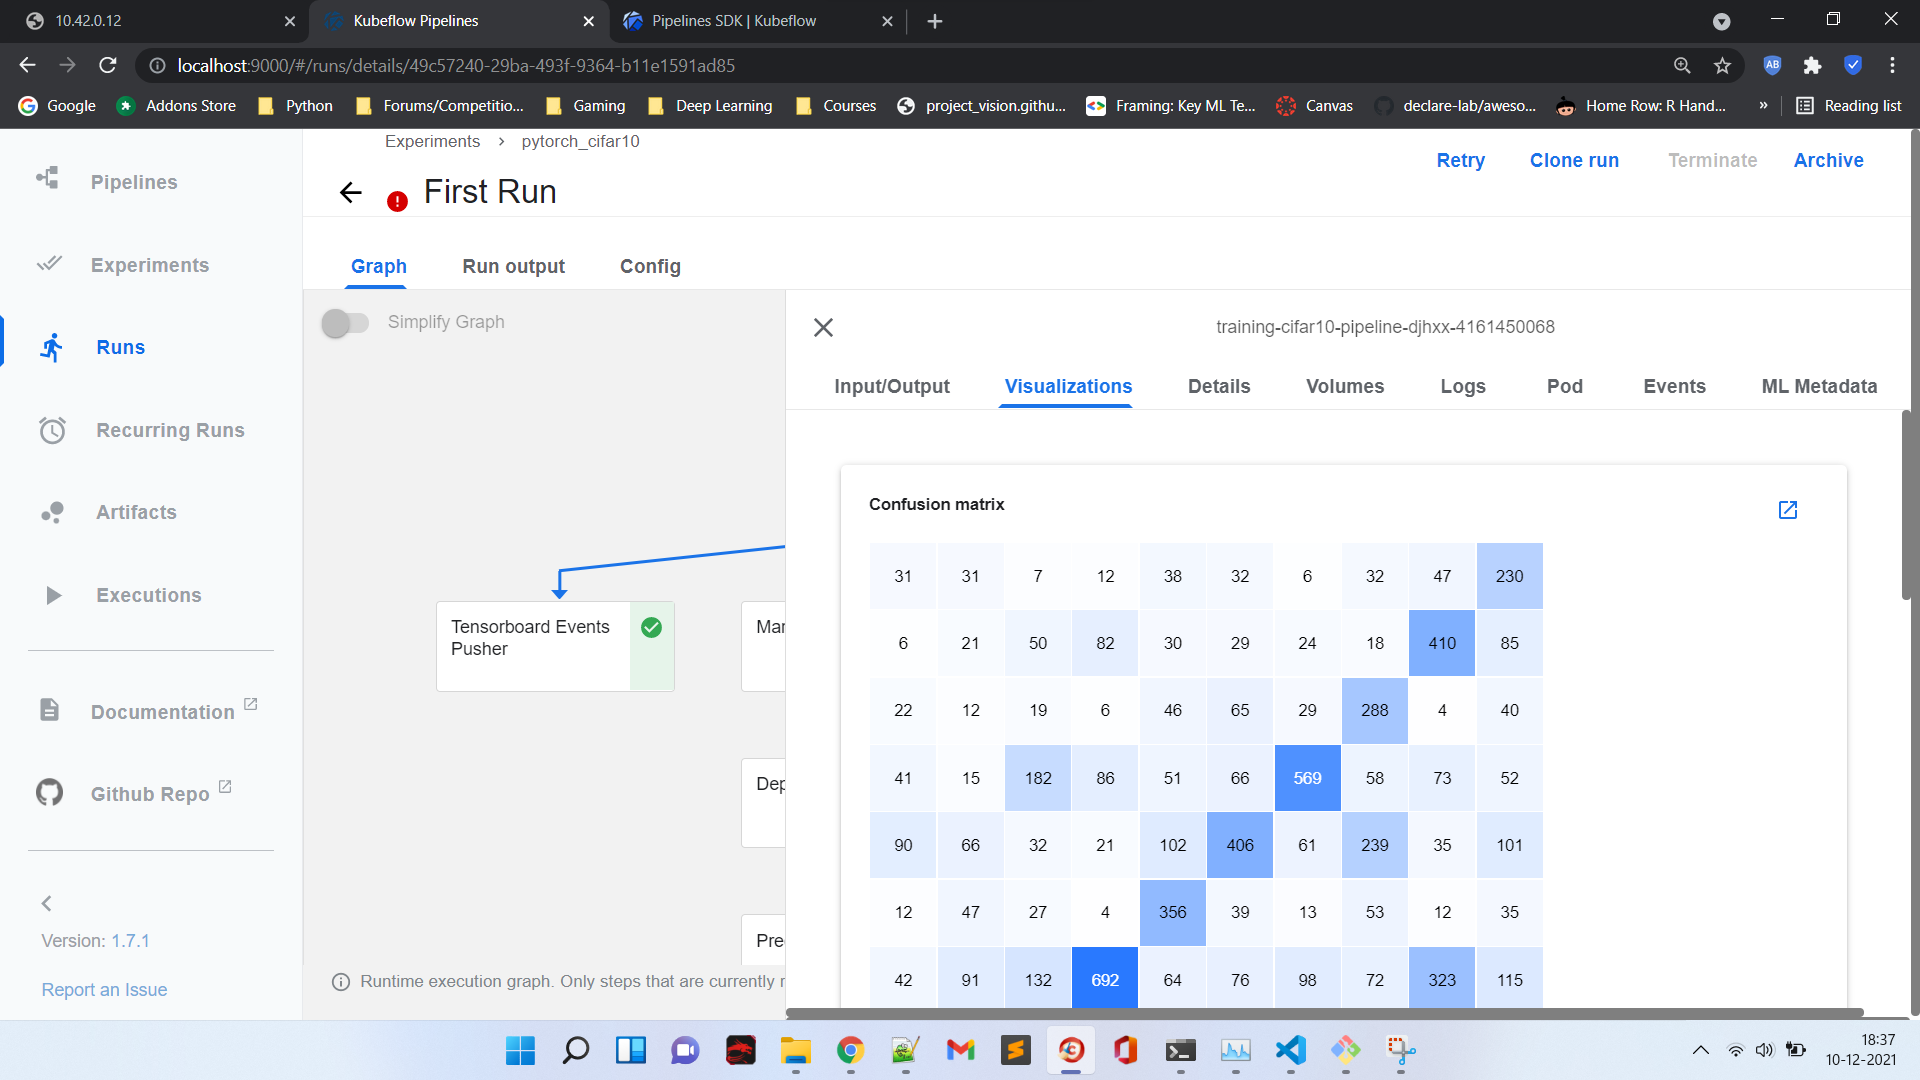 10.42.0.12
Kubeflow Pipelines
Pipelines SDK | Kubeflow
localhost:9000/#/runs/details/49c57240-29ba-493f-9364-b11e1591ad85
Google
Addons Store
Python
Forums/Competitio...
Gaming
Deep Learning
Courses
project_vision.githu...
Framing: Key ML Te...
Canvas
declare-lab/aweso...
Home Row: R Hand...
»
Reading list
Pipelines
Experiments
Runs
Recurring Runs
Artifacts
Executions
Documentation
Github Repo
Version: 1.7.1
Report an Issue
Experiments > pytorch_cifar10
First Run
Retry
Clone run
Terminate
Archive
Graph
Run output
Config
Simplify Graph
Tensorboard Events
Pusher
Mar
Dep
Pre
Runtime execution graph. Only steps that are currently r
training-cifar10-pipeline-djhxx-4161450068
Input/Output
Visualizations
Details
Volumes
Logs
Pod
Events
ML Metadata
Confusion matrix
31 31 7 12 38 32 6 32 47 230
6 21 50 82 30 29 24 18 410 85
22 12 19 6 46 65 29 288 4 40
41 15 182 86 51 66 569 58 73 52
90 66 32 21 102 406 61 239 35 101
12 47 27 4 356 39 13 53 12 35
42 91 132 692 64 76 98 72 323 115
18:37
10-12-2021